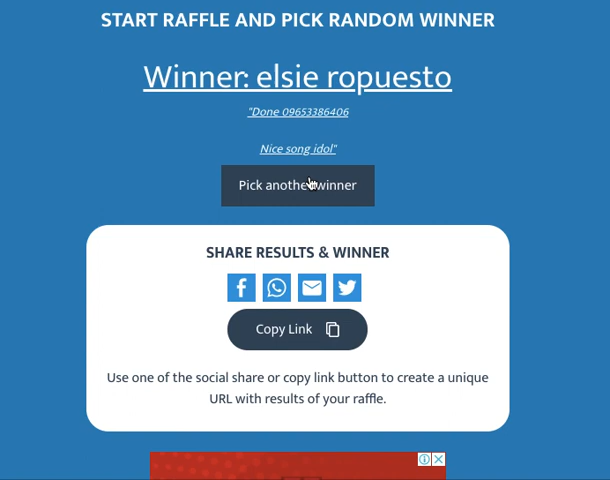 START RAFFLE AND PICK RANDOM WINNER
Winner: elsie ropuesto
"Done 09653386406
Nice song idol"
Pick another winner
SHARE RESULTS & WINNER
Copy Link
Use one of the social share or copy link button to create a unique
URL with results of your raffle.